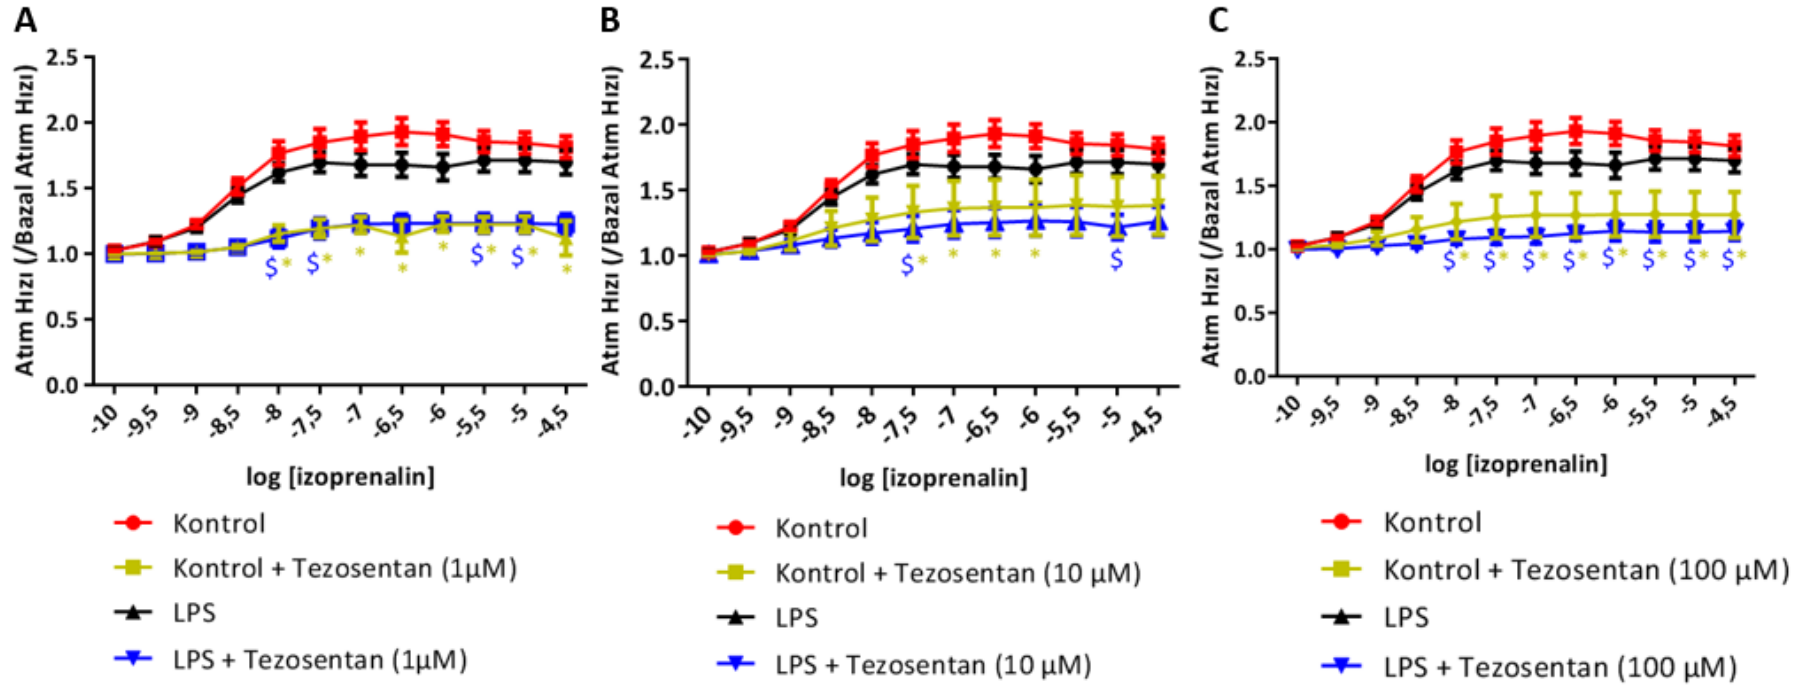 A
Atım Hızı (/Bazal Atım Hızı)
2.5
2.0
1.5
1.0
0.5
0.0
$* $* * * * $* $* *
-10 -9,5 -9 -8,5 -8 -7,5 -7 -6,5 -6 -5,5 -5 -4,5
log [izoprenalin]
Kontrol
Kontrol + Tezosentan (1µM)
LPS
LPS + Tezosentan (1µM)
B
Atım Hızı (/Bazal Atım Hızı)
2.5
2.0
1.5
1.0
0.5
0.0
$* * * * $
-10 -9,5 -9 -8,5 -8 -7,5 -7 -6,5 -6 -5,5 -5 -4,5
log [izoprenalin]
Kontrol
Kontrol + Tezosentan (10 µM)
LPS
LPS + Tezosentan (10 µM)
C
Atım Hızı (/Bazal Atım Hızı)
2.5
2.0
1.5
1.0
0.5
0.0
$* $* $* $* $* $* $* $*
-10 -9,5 -9 -8,5 -8 -7,5 -7 -6,5 -6 -5,5 -5 -4,5
log [izoprenalin]
Kontrol
Kontrol + Tezosentan (100 µM)
LPS
LPS + Tezosentan (100 µM)